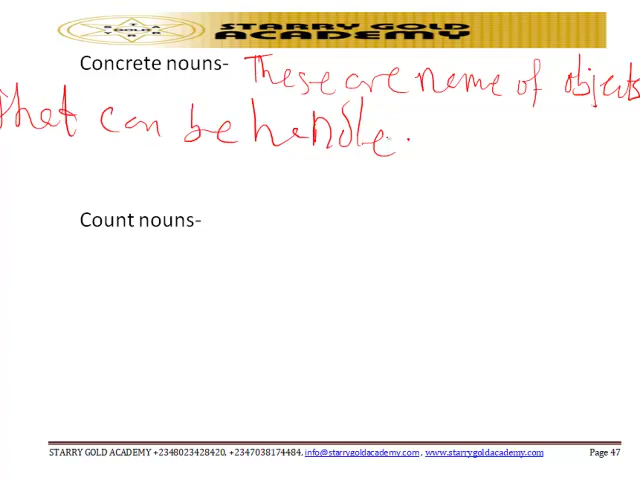 STARRY GOLD
ACADEMY
Concrete nouns- These are name of objects
that can be handle.
Count nouns-
STARRY GOLD ACADEMY +2348023428420, +2347038174484, info@starrygoldacademy.com, www.starrygoldacademy.com Page 47